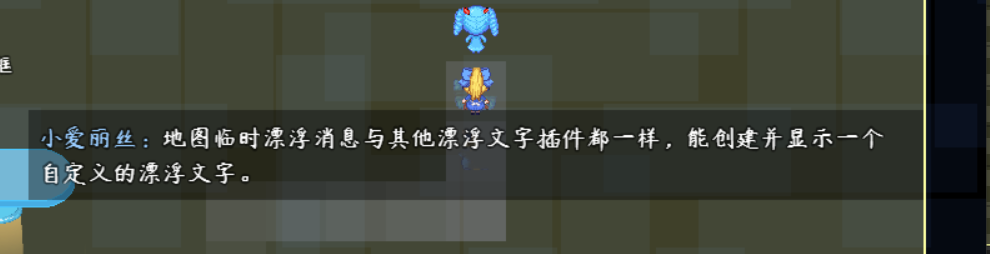 框
小爱丽丝：地图临时漂浮消息与其他漂浮文字插件都一样，能创建并显示一个
自定义的漂浮文字。